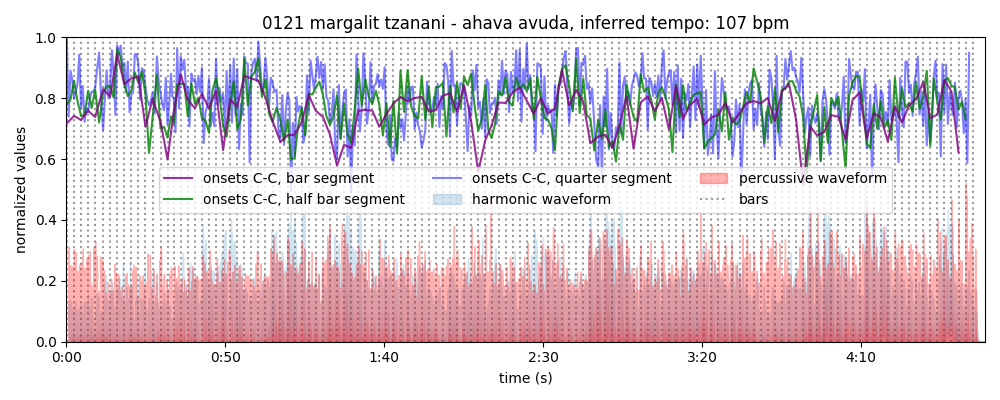 0121 margalit tzanani - ahava avuda, inferred tempo: 107 bpm
normalized values
1.0
0.8
0.6
0.4
0.2
0.0
onsets C-C, bar segment
onsets C-C, half bar segment
onsets C-C, quarter segment
harmonic waveform
percussive waveform
bars
0:00
0:50
1:40
2:30
3:20
4:10
time (s)